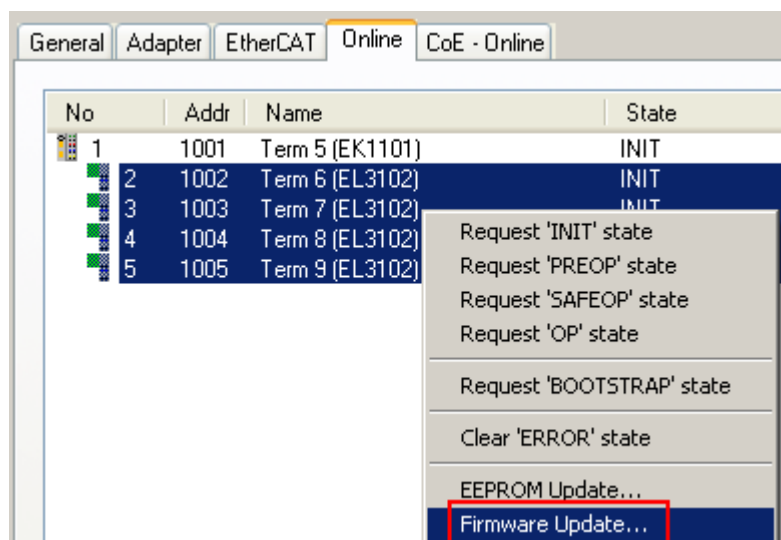 General Adapter EtherCAT Online CoE - Online
No Addr Name State
1 1001 Term 5 (EK1101) INIT
2 1002 Term 6 (EL3102) INIT
3 1003 Term 7 (EL3102) INIT
4 1004 Term 8 (EL3102)
5 1005 Term 9 (EL3102)
Request 'INIT' state
Request 'PREOP' state
Request 'SAFEOP' state
Request 'OP' state
Request 'BOOTSTRAP' state
Clear 'ERROR' state
EEPROM Update...
Firmware Update...